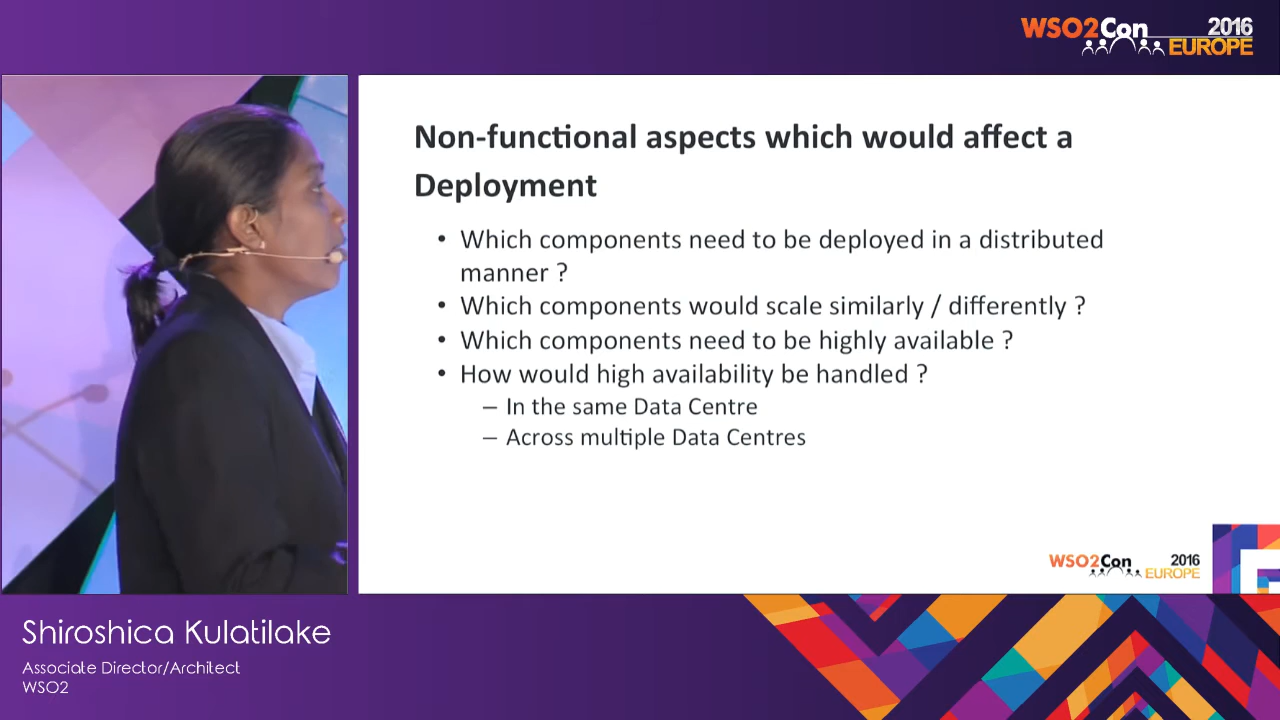 WSO2Con 2016
EUROPE
Non-functional aspects which would affect a
Deployment
• Which components need to be deployed in a distributed
manner ?
• Which components would scale similarly / differently ?
• Which components need to be highly available ?
• How would high availability be handled ?
– In the same Data Centre
– Across multiple Data Centres
WSO2Con 2016
EUROPE
Shiroshica Kulatilake
Associate Director/Architect
WSO2